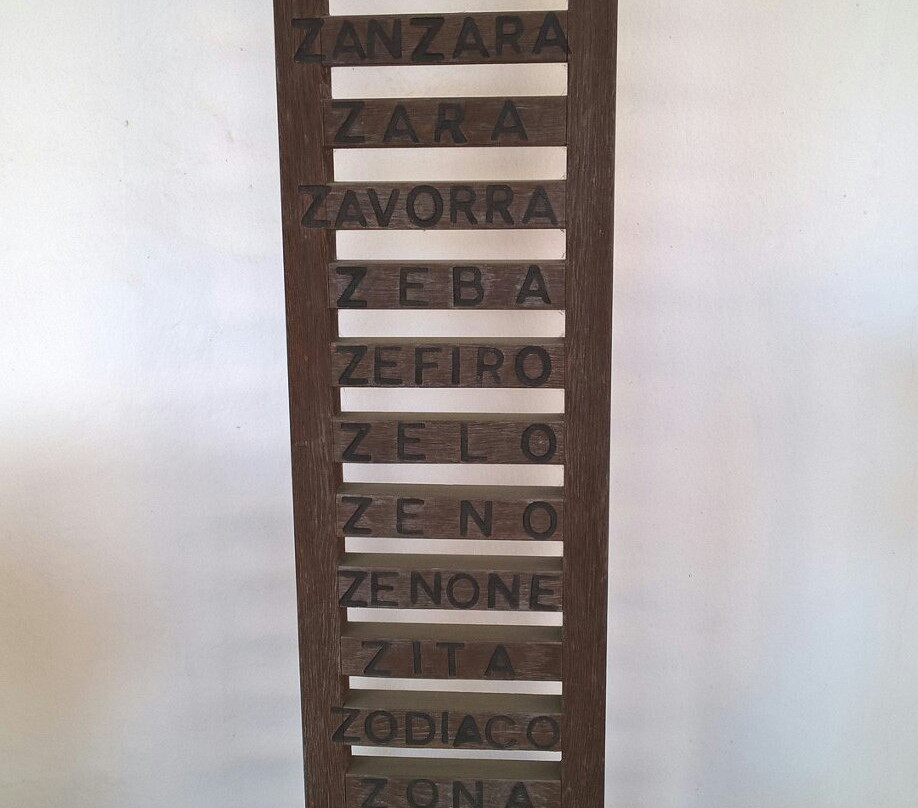 ZANZARA
ZARA
ZAVORRA
ZEBA
ZEFIRO
ZELO
ZENO
ZENONE
ZITA
ZODIACO
ZONA